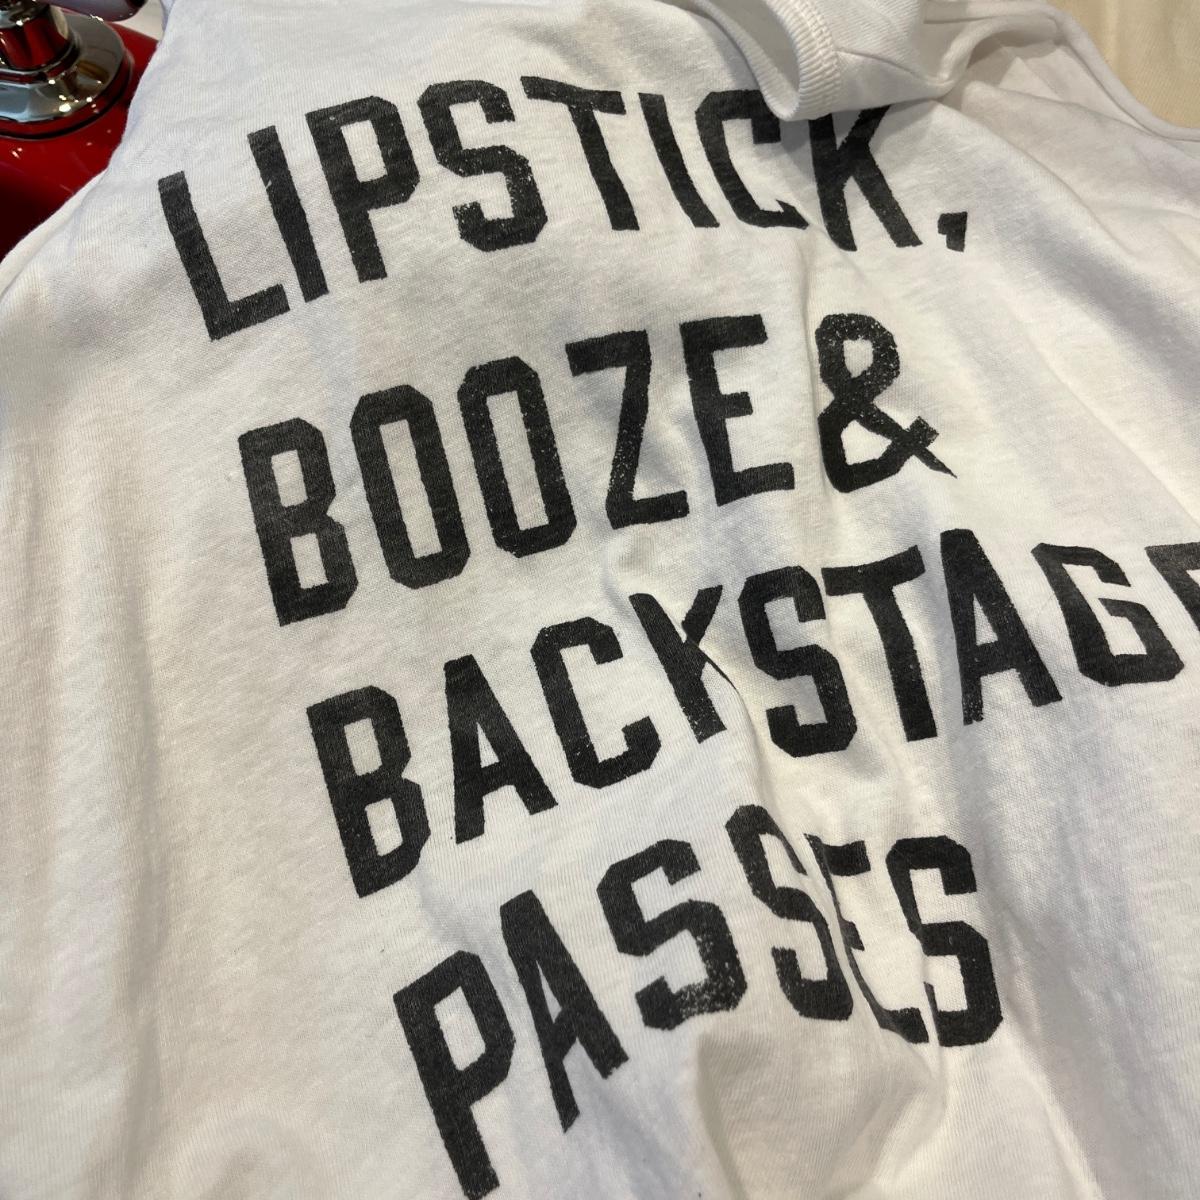 LIPSTICK,
BOOZE &
BACKSTAGE
PASSES